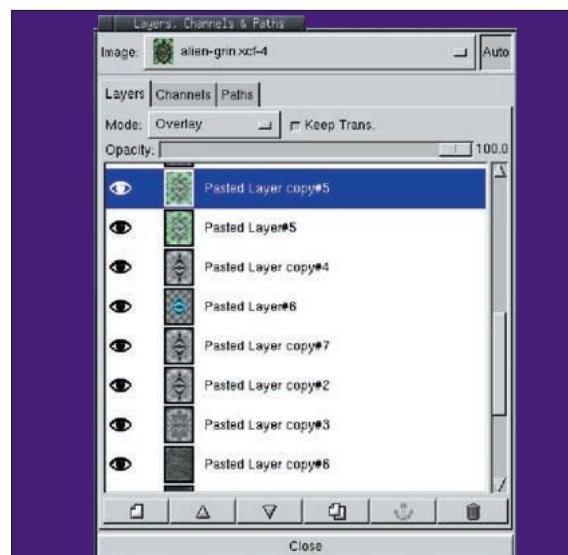 Layers, Channels & Paths
Image: alien-grin.xcf-4 Auto
Layers Channels Paths
Mode: Overlay Keep Trans.
Opacity: 100.0
Pasted Layer copy#5
Pasted Layer#5
Pasted Layer copy#4
Pasted Layer#6
Pasted Layer copy#7
Pasted Layer copy#2
Pasted Layer copy#3
Pasted Layer copy#6
Close